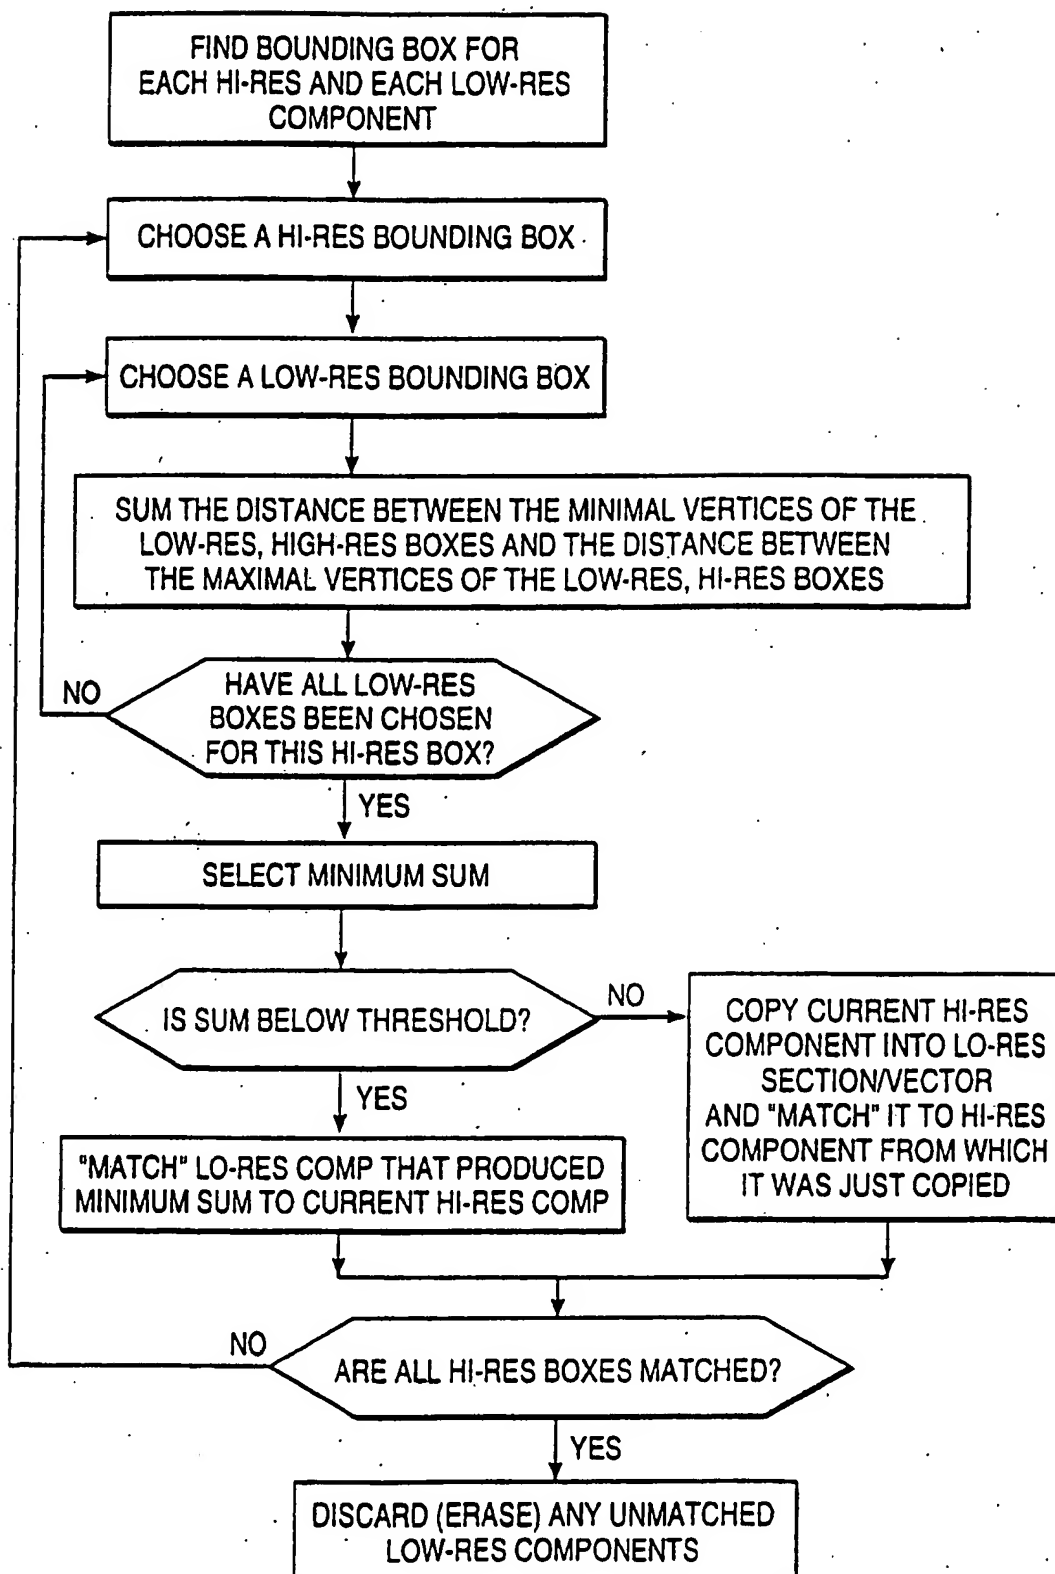 FIND BOUNDING BOX FOR
EACH HI-RES AND EACH LOW-RES
COMPONENT
CHOOSE A HI-RES BOUNDING BOX
CHOOSE A LOW-RES BOUNDING BOX
SUM THE DISTANCE BETWEEN THE MINIMAL VERTICES OF THE
LOW-RES, HIGH-RES BOXES AND THE DISTANCE BETWEEN
THE MAXIMAL VERTICES OF THE LOW-RES, HI-RES BOXES
NO
HAVE ALL LOW-RES
BOXES BEEN CHOSEN
FOR THIS HI-RES BOX?
YES
SELECT MINIMUM SUM
IS SUM BELOW THRESHOLD?
NO
COPY CURRENT HI-RES
COMPONENT INTO LO-RES
SECTION/VECTOR
AND "MATCH" IT TO HI-RES
COMPONENT FROM WHICH
IT WAS JUST COPIED
YES
"MATCH" LO-RES COMP THAT PRODUCED
MINIMUM SUM TO CURRENT HI-RES COMP
NO
ARE ALL HI-RES BOXES MATCHED?
YES
DISCARD (ERASE) ANY UNMATCHED
LOW-RES COMPONENTS